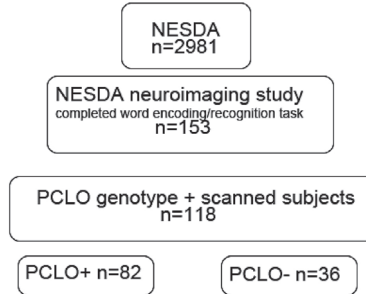 NESDA
n=2981
NESDA neuroimaging study
completed word encoding/recognition task
n=153
PCLO genotype + scanned subjects
n=118
PCLO+ n=82
PCLO- n=36